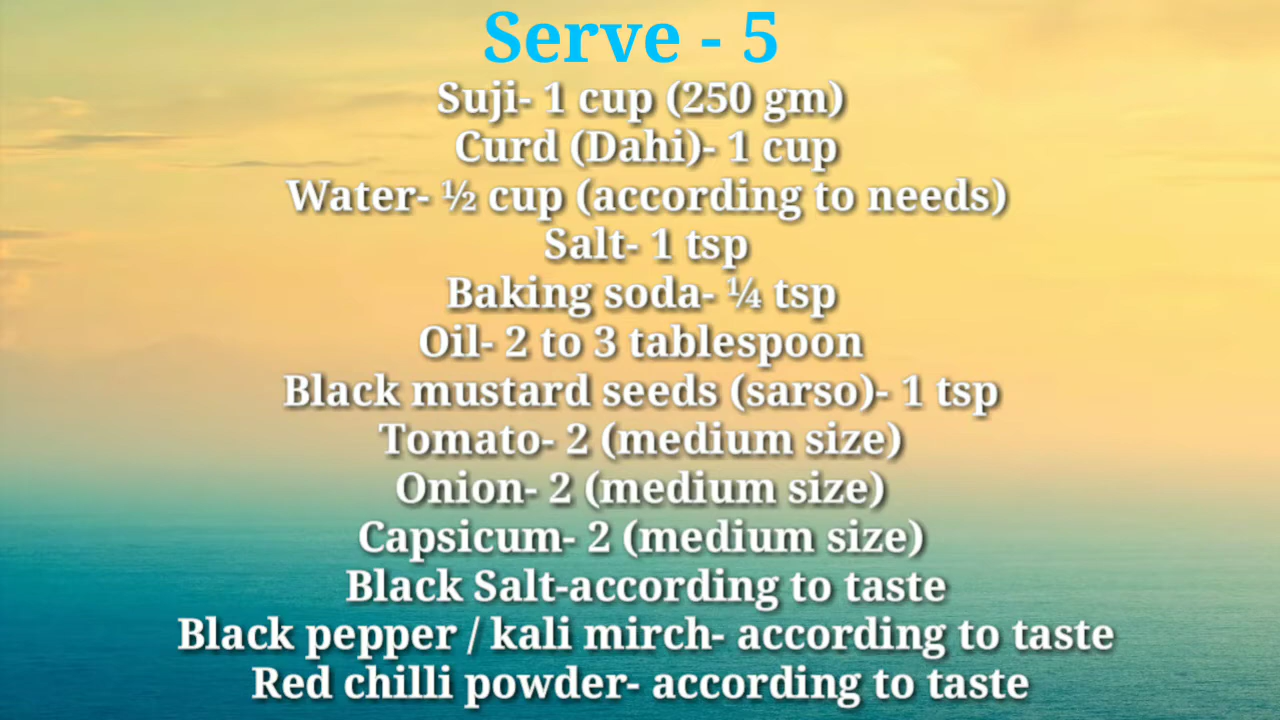 Serve - 5
Suji- 1 cup (250 gm)
Curd (Dahi)- 1 cup
Water- ½ cup (according to needs)
Salt- 1 tsp
Baking soda- ¼ tsp
Oil- 2 to 3 tablespoon
Black mustard seeds (sarso)- 1 tsp
Tomato- 2 (medium size)
Onion- 2 (medium size)
Capsicum- 2 (medium size)
Black Salt-according to taste
Black pepper / kali mirch- according to taste
Red chilli powder- according to taste